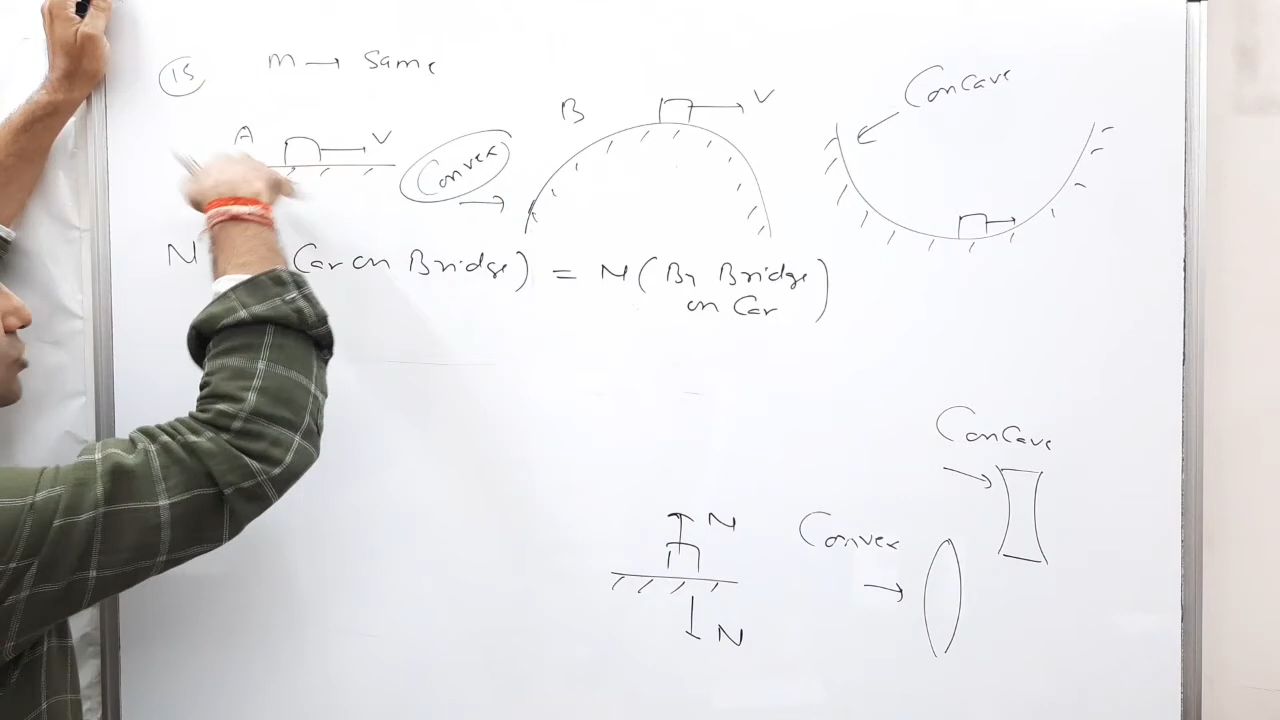 15
m → Same
A
V
Convex
B
V
Concave
N
Car on Bridge) = N ( By Bridge
on Car )
Concave
N
Convex
N